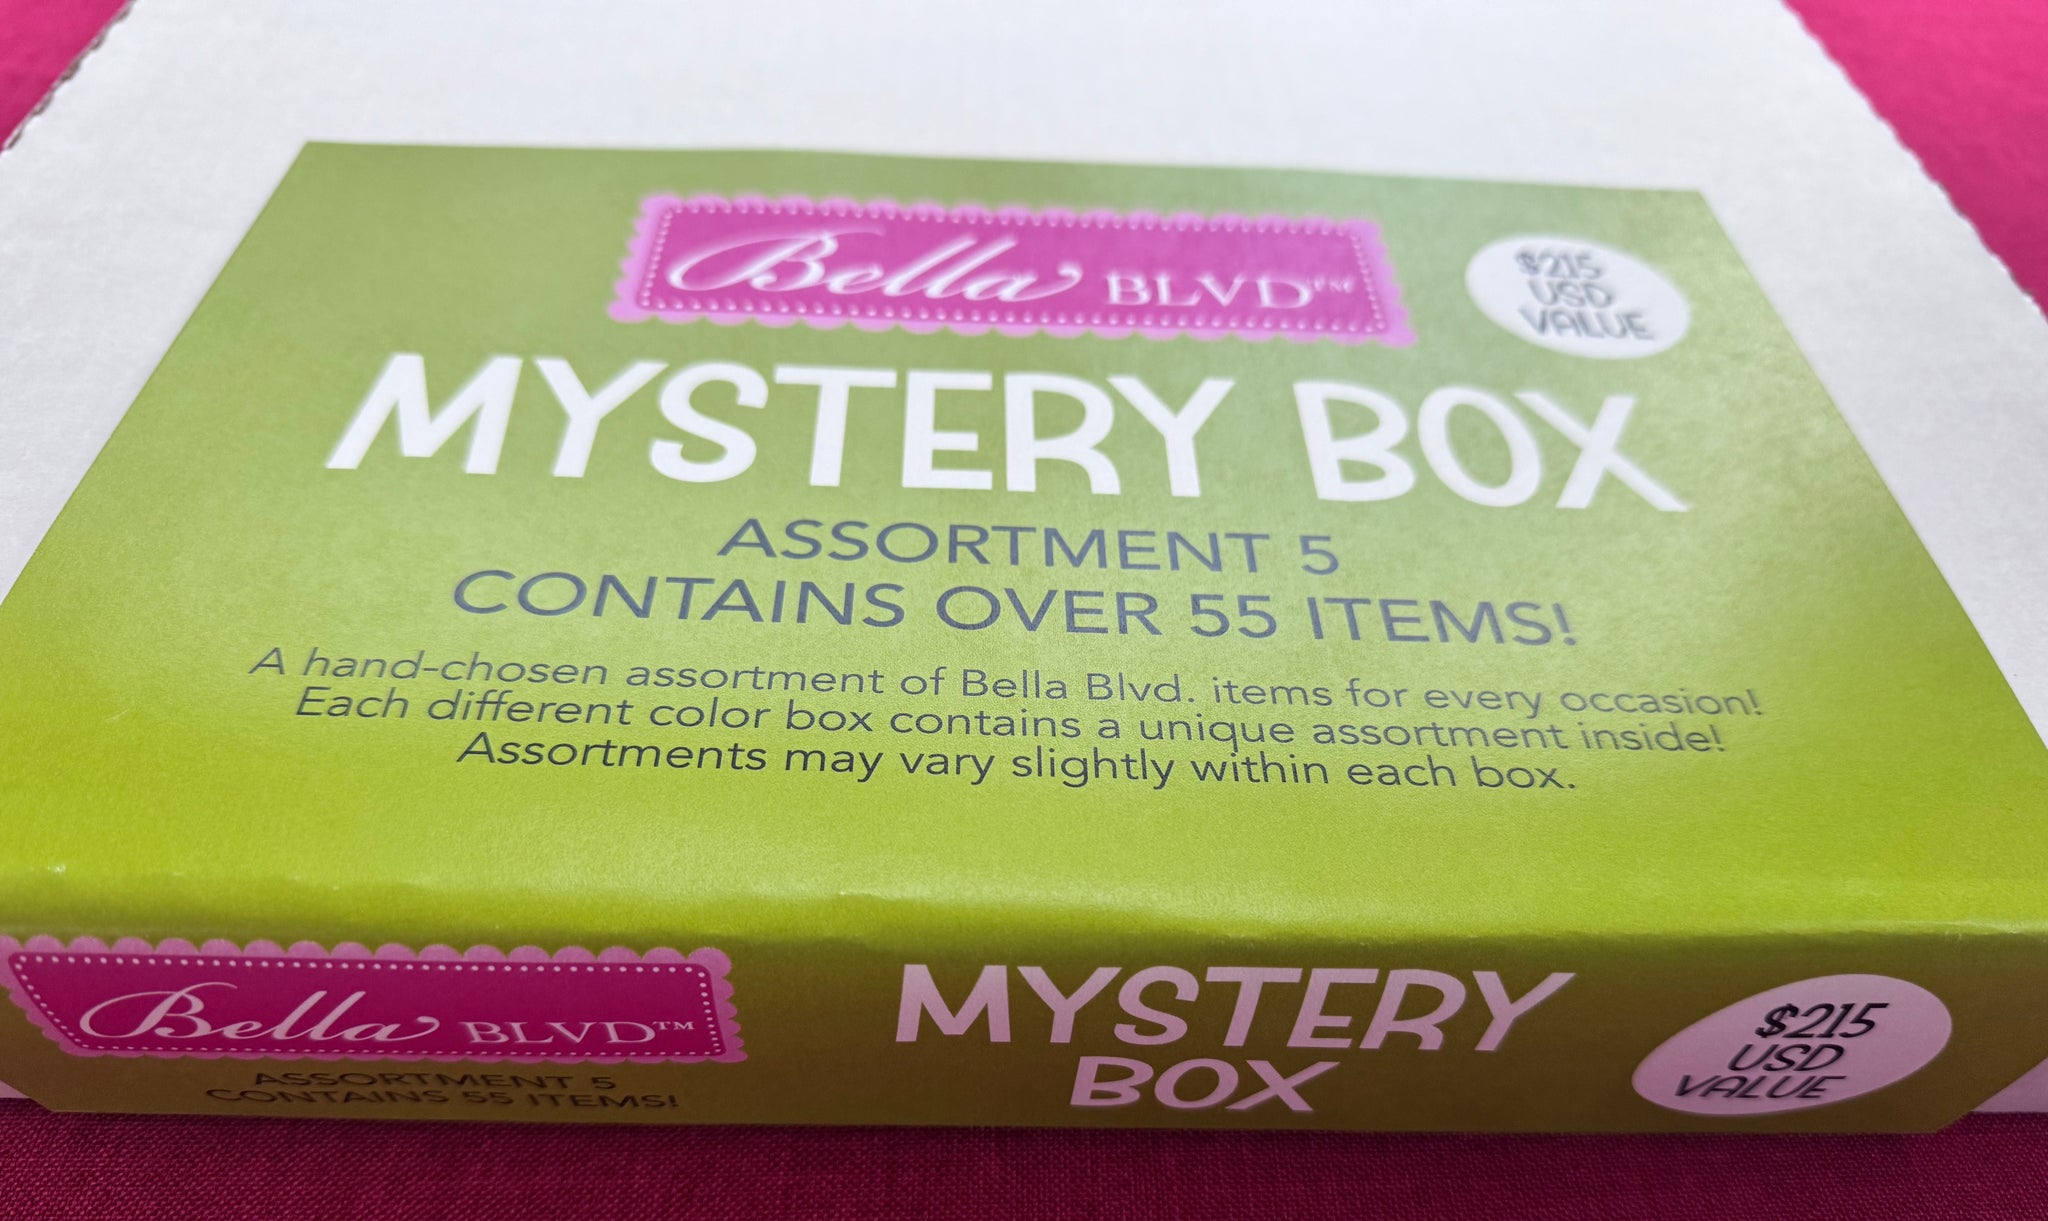 Bella BLVD™
$215
USD
VALUE
MYSTERY BOX
ASSORTMENT 5
CONTAINS OVER 55 ITEMS!
A hand-chosen assortment of Bella Blvd. items for every occasion!
Each different color box contains a unique assortment inside!
Assortments may vary slightly within each box.
Bella BLVD™
ASSORTMENT 5
CONTAINS 55 ITEMS!
MYSTERY
BOX
$215
USD
VALUE